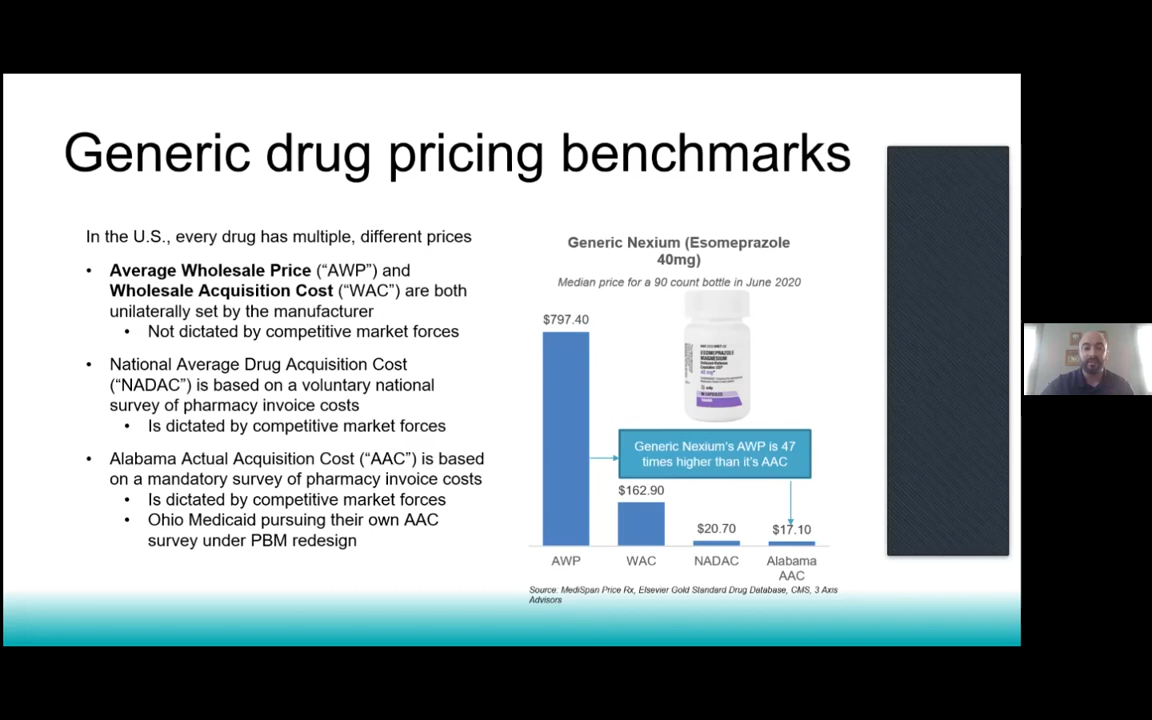 Generic drug pricing benchmarks
In the U.S., every drug has multiple, different prices
• Average Wholesale Price (“AWP”) and
Wholesale Acquisition Cost (“WAC”) are both
unilaterally set by the manufacturer
• Not dictated by competitive market forces
• National Average Drug Acquisition Cost
(“NADAC”) is based on a voluntary national
survey of pharmacy invoice costs
• Is dictated by competitive market forces
• Alabama Actual Acquisition Cost (“AAC”) is based
on a mandatory survey of pharmacy invoice costs
• Is dictated by competitive market forces
• Ohio Medicaid pursuing their own AAC
survey under PBM redesign
Generic Nexium (Esomeprazole
40mg)
Median price for a 90 count bottle in June 2020
$797.40
ESOMEPRAZOLE
MAGNESIUM
40 mg
Generic Nexium’s AWP is 47
times higher than it’s AAC
$162.90
$20.70
$17.10
AWP
WAC
NADAC
Alabama
AAC
Source: MediSpan Price Rx, Elsevier Gold Standard Drug Database, CMS, 3 Axis
Advisors